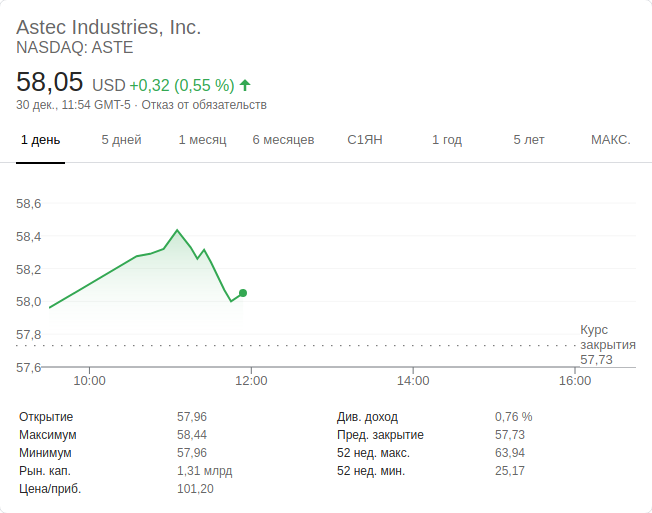 Astec Industries, Inc.
NASDAQ: ASTE
58,05 USD +0,32 (0,55 %)
30 дек., 11:54 GMT-5 · Отказ от обязательств
1 день 5 дней 1 месяц 6 месяцев С1ЯН 1 год 5 лет МАКС.
58,6
58,4
58,2
58,0
57,8
57,6
Курс
закрытия
57,73
10:00 12:00 14:00 16:00
Открытие 57,96
Максимум 58,44
Минимум 57,96
Рын. кап. 1,31 млрд
Цена/приб. 101,20
Див. доход 0,76 %
Пред. закрытие 57,73
52 нед. макс. 63,94
52 нед. мин. 25,17